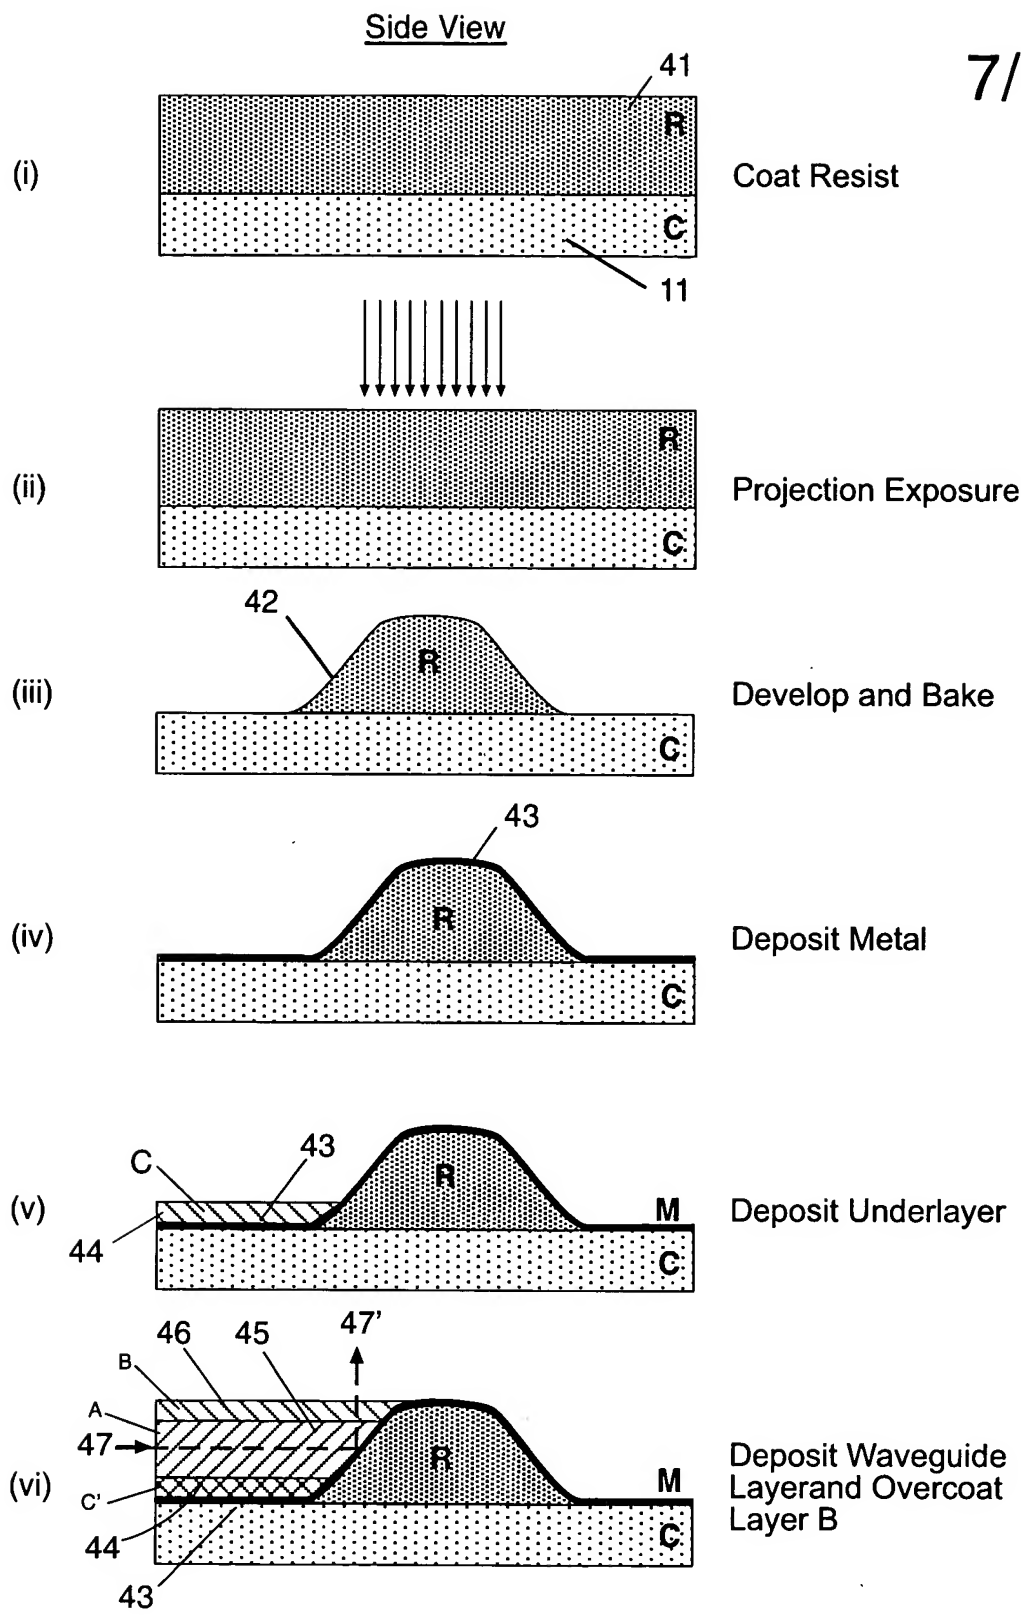 Side View
7/
41
R
(i)
Coat Resist
C
11
R
(ii)
Projection Exposure
C
42
R
(iii)
Develop and Bake
C
43
R
(iv)
Deposit Metal
C
C
43
R
(v)
M
Deposit Underlayer
44
C
47'
46
45
B
A
47
R
Deposit Waveguide
(vi)
M
Layerand Overcoat
C'
Layer B
44
C
43